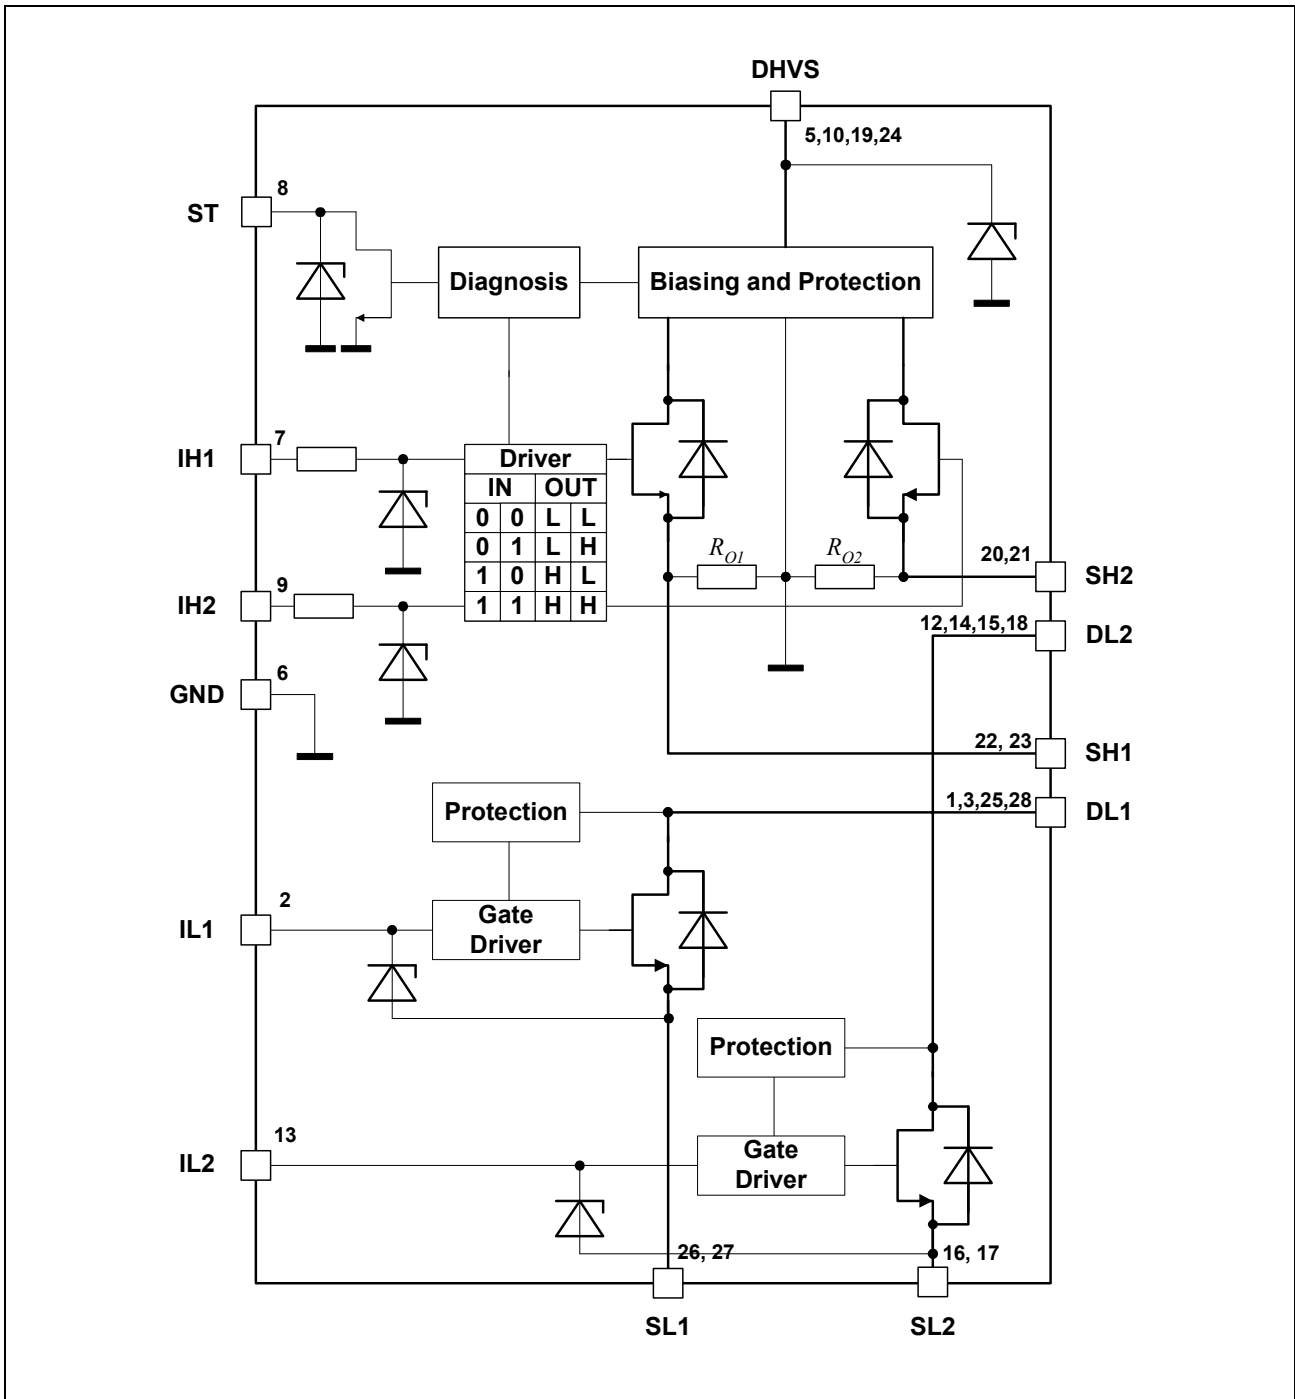 DHVS
5,10,19,24
8
ST
Diagnosis
Biasing and Protection
7
IH1
Driver
IN OUT
0 0 L L
0 1 L H
1 0 H L
1 1 H H
RO1
RO2
20,21
SH2
9
IH2
12,14,15,18
DL2
6
GND
22, 23
SH1
Protection
1,3,25,28
DL1
2
IL1
Gate
Driver
Protection
13
IL2
Gate
Driver
26, 27
16, 17
SL1
SL2